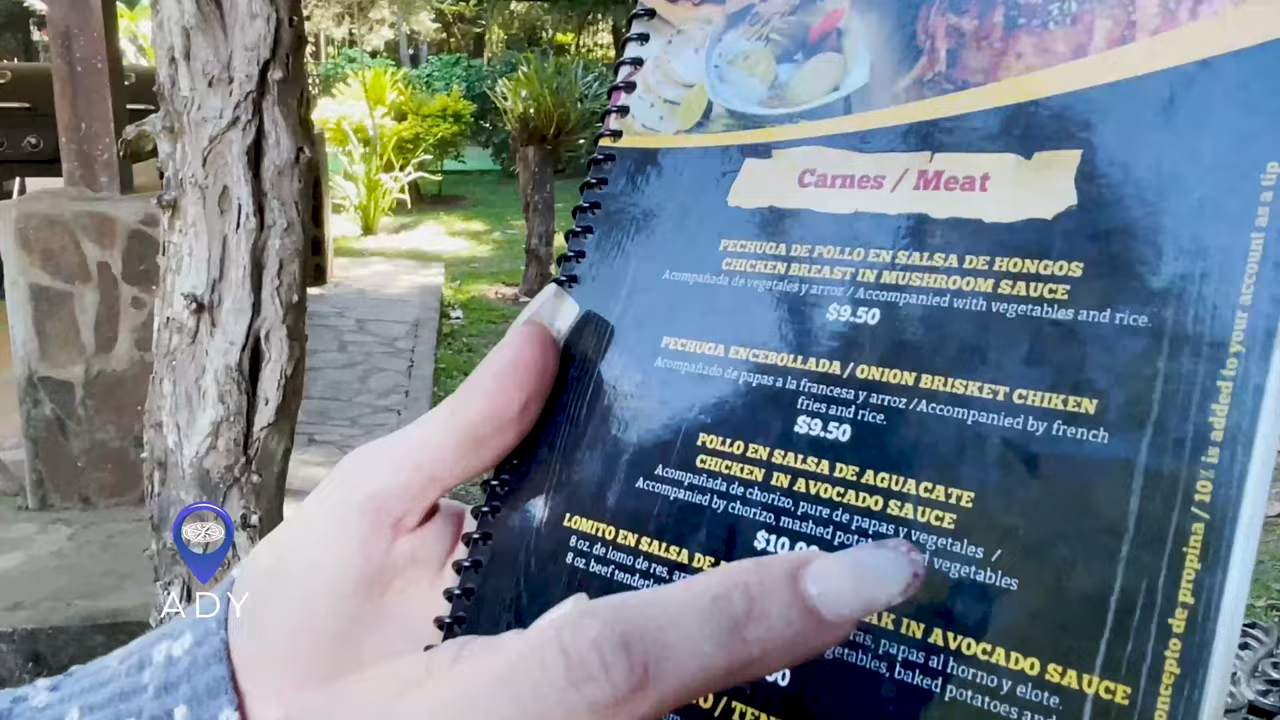 Carnes / Meat
PECHUGA DE POLLO EN SALSA DE HONGOS
CHICKEN BREAST IN MUSHROOM SAUCE
Acompañada de vegetales y arroz / Accompanied with vegetables and rice.
$9.50
PECHUGA ENCEBOLLADA / ONION BRISKET CHIKEN
Acompañado de papas a la francesa y arroz / Accompanied by french
fries and rice.
$9.50
POLLO EN SALSA DE AGUACATE
CHICKEN IN AVOCADO SAUCE
Acompañada de chorizo, pure de papas y vegetales /
Accompanied by chorizo, mashed vegetables
LOMITO EN SALSA DE
8 oz. de lomo de res,
8 oz. beef
IN AVOCADO SAUCE
papas al horno y elote.
baked potatoes and
de propina / 10% is added to your account as a tip
ADY